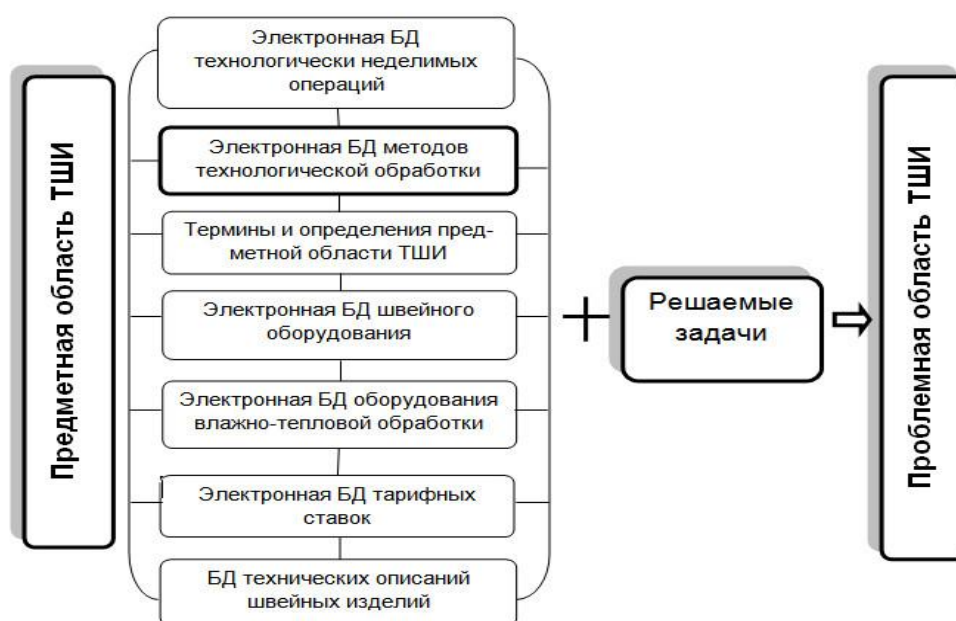 Предметная область ТШИ
Электронная БД
технологически неделимых
операций
Электронная БД методов
технологической обработки
Термины и определения пред-
метной области ТШИ
Электронная БД швейного
оборудования
Электронная БД оборудования
влажно-тепловой обработки
Электронная БД тарифных
ставок
БД технических описаний
швейных изделий
+
Решаемые
задачи
Проблемная область ТШИ